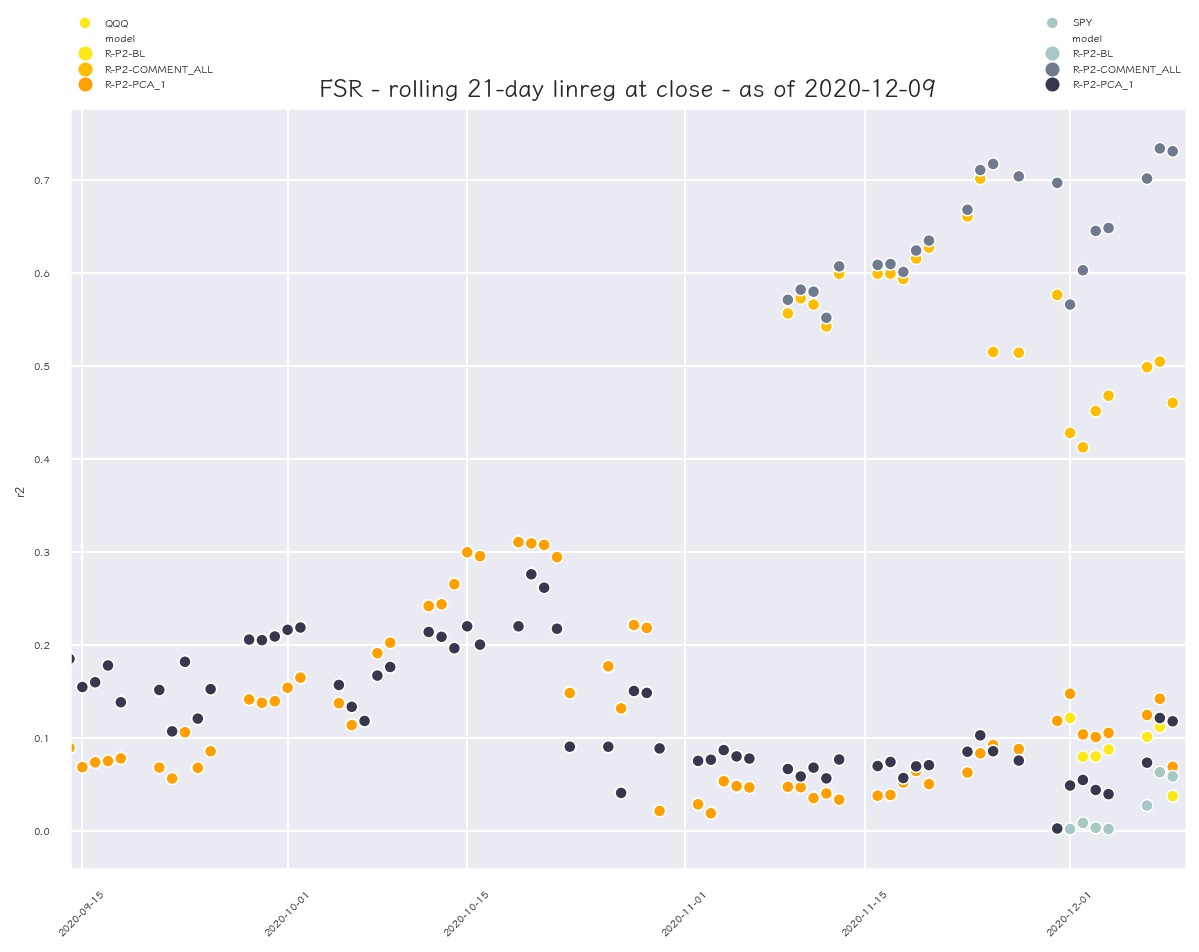 QQQ
model
R-P2-BL
R-P2-COMMENT_ALL
R-P2-PCA_1
SPY
model
R-P2-BL
R-P2-COMMENT_ALL
R-P2-PCA_1
FSR - rolling 21-day linreg at close - as of 2020-12-09
r2
0.7
0.6
0.5
0.4
0.3
0.2
0.1
0.0
2020-09-15
2020-10-01
2020-10-15
2020-11-01
2020-11-15
2020-12-01